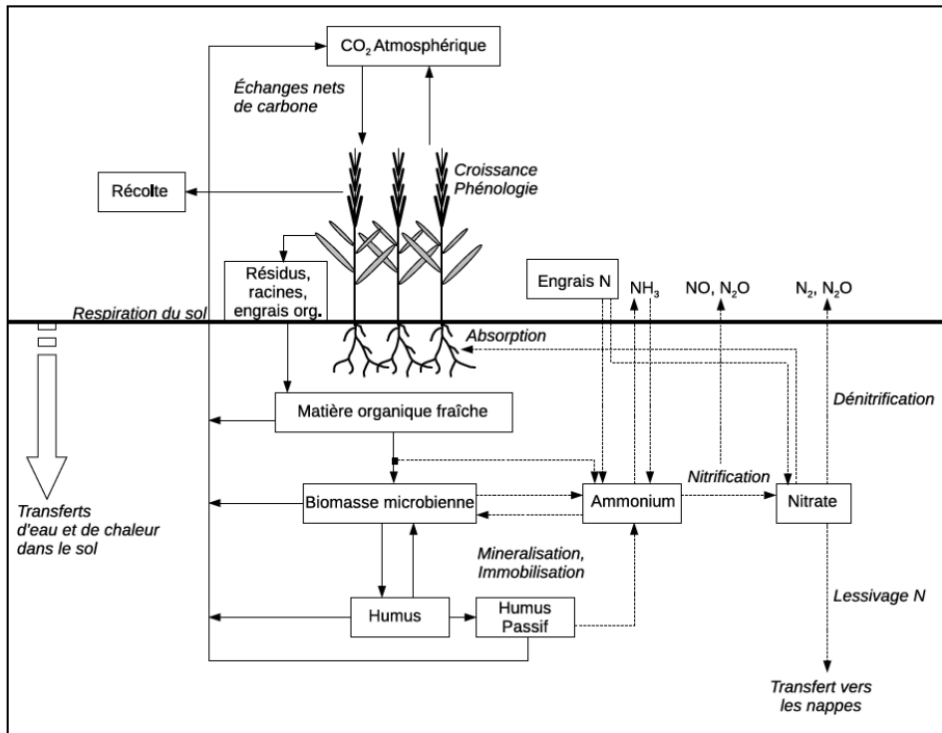 CO₂ Atmosphérique
Échanges nets
de carbone
Croissance
Phénologie
Récolte
Résidus,
racines,
engrais org.
Engrais N
NH₃
NO, N₂O
N₂, N₂O
Respiration du sol
Absorption
Matière organique fraîche
Dénitrification
Nitrification
Biomasse microbienne
Ammonium
Nitrate
Transferts
d'eau et de chaleur
dans le sol
Mineralisation,
Immobilisation
Lessivage N
Humus
Humus
Passif
Transfert vers
les nappes